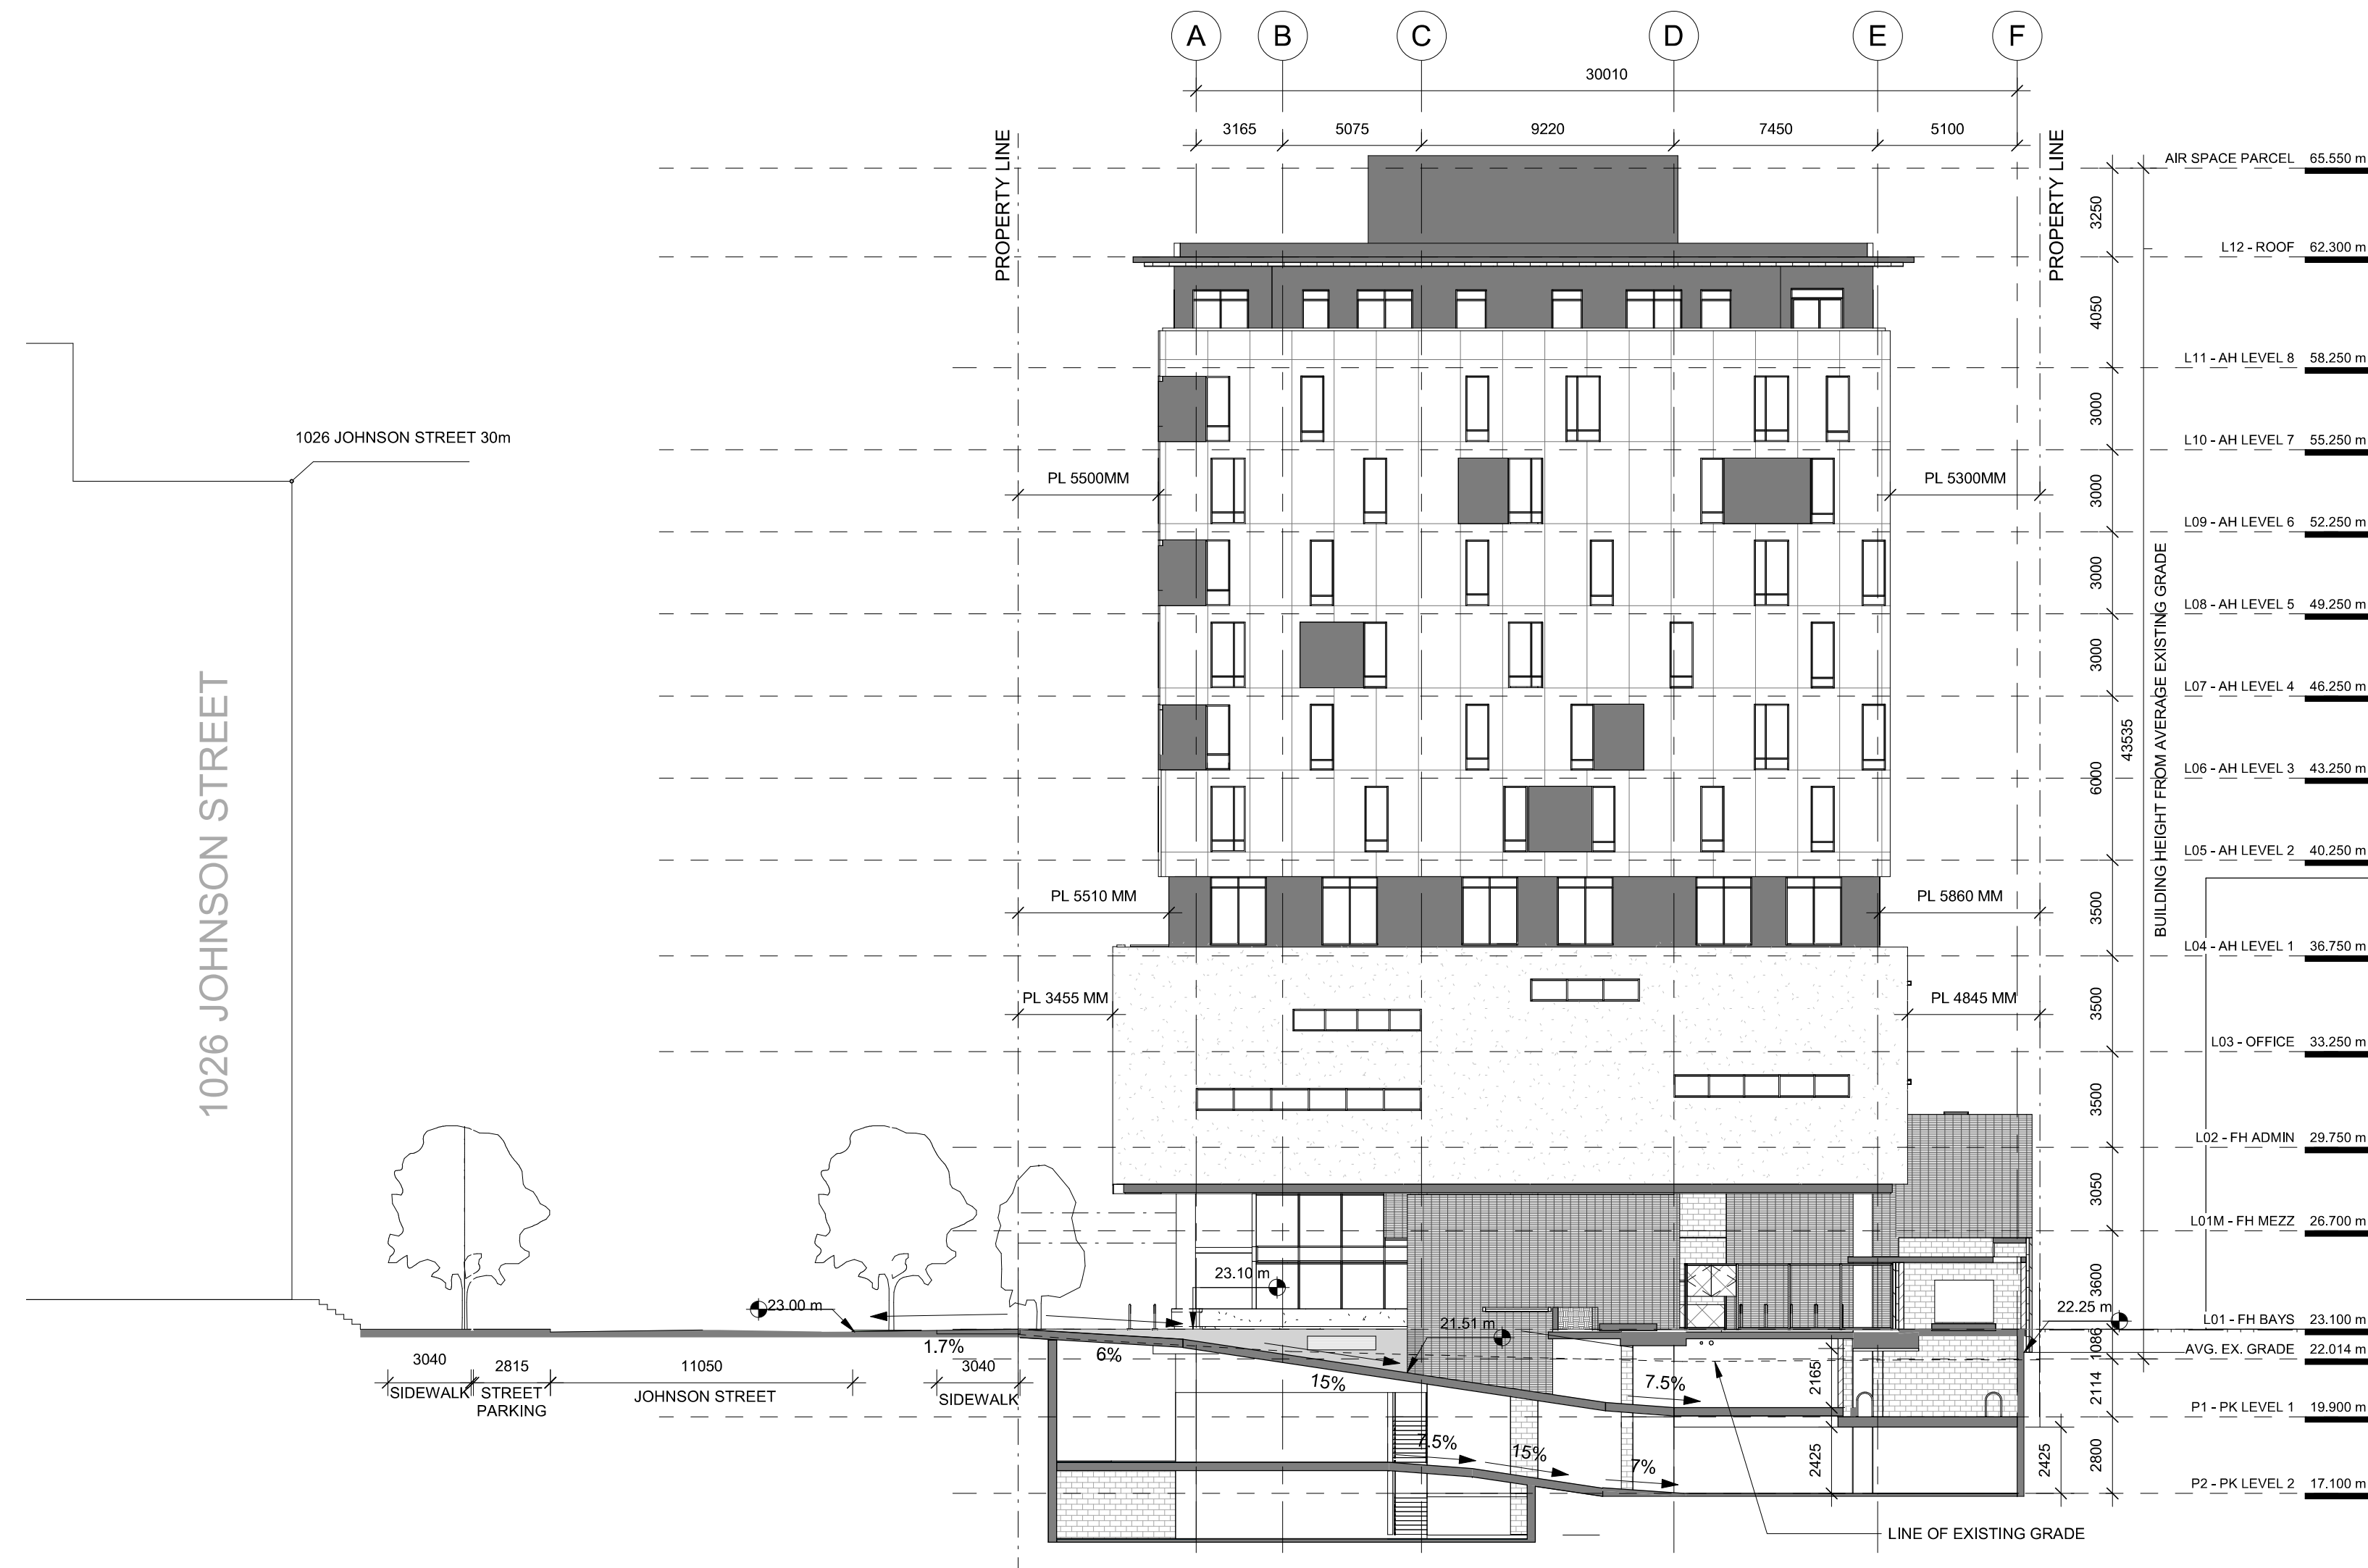 A B C D E F
30010
3165 5075 9220 7450 5100
PROPERTY LINE
PROPERTY LINE
AIR SPACE PARCEL 65.550 m
3250
L12 - ROOF 62.300 m
4050
L11 - AH LEVEL 8 58.250 m
3000
1026 JOHNSON STREET 30m
L10 - AH LEVEL 7 55.250 m
PL 5500MM
PL 5300MM
3000
L09 - AH LEVEL 6 52.250 m
3000
BUILDING HEIGHT FROM AVERAGE EXISTING GRADE
L08 - AH LEVEL 5 49.250 m
3000
L07 - AH LEVEL 4 46.250 m
43535
6000
L06 - AH LEVEL 3 43.250 m
1026 JOHNSON STREET
L05 - AH LEVEL 2 40.250 m
PL 5510 MM
PL 5860 MM
3500
L04 - AH LEVEL 1 36.750 m
PL 3455 MM
PL 4845 MM
3500
L03 - OFFICE 33.250 m
3500
L02 - FH ADMIN 29.750 m
3050
L01M - FH MEZZ 26.700 m
23.10 m
3600
23.00 m
22.25 m
21.51 m
L01 - FH BAYS 23.100 m
1086
1.7%
6%
AVG. EX. GRADE 22.014 m
3040
SIDEWALK
2815
STREET
PARKING
11050
JOHNSON STREET
3040
SIDEWALK
15%
7.5%
2165
2114
P1 - PK LEVEL 1 19.900 m
7.5%
15%
7%
2425
2425
2800
P2 - PK LEVEL 2 17.100 m
LINE OF EXISTING GRADE